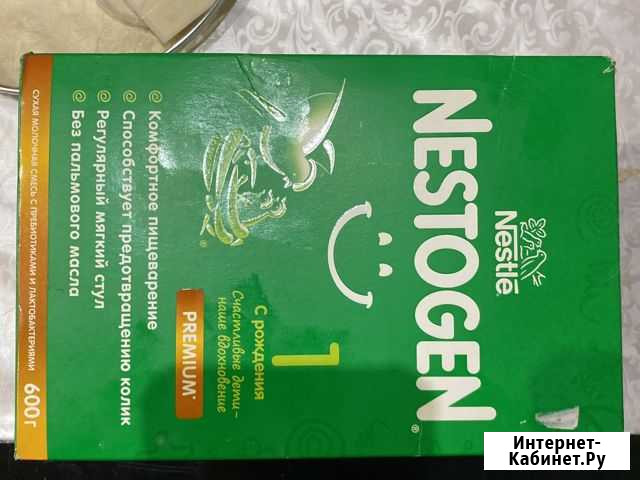 Nestlé®
NESTOGEN®
1
С рождения
Счастливые дети–
наше вдохновение
PREMIUM*
®
Комфортное пищеварение
Способствует предотвращению колик
Регулярный мягкий стул
Без пальмового масла
СУХАЯ МОЛОЧНАЯ СМЕСЬ С ПРЕБИОТИКАМИ И ЛАКТОБАКТЕРИЯМИ 600г
Интернет-
Кабинет.Ру